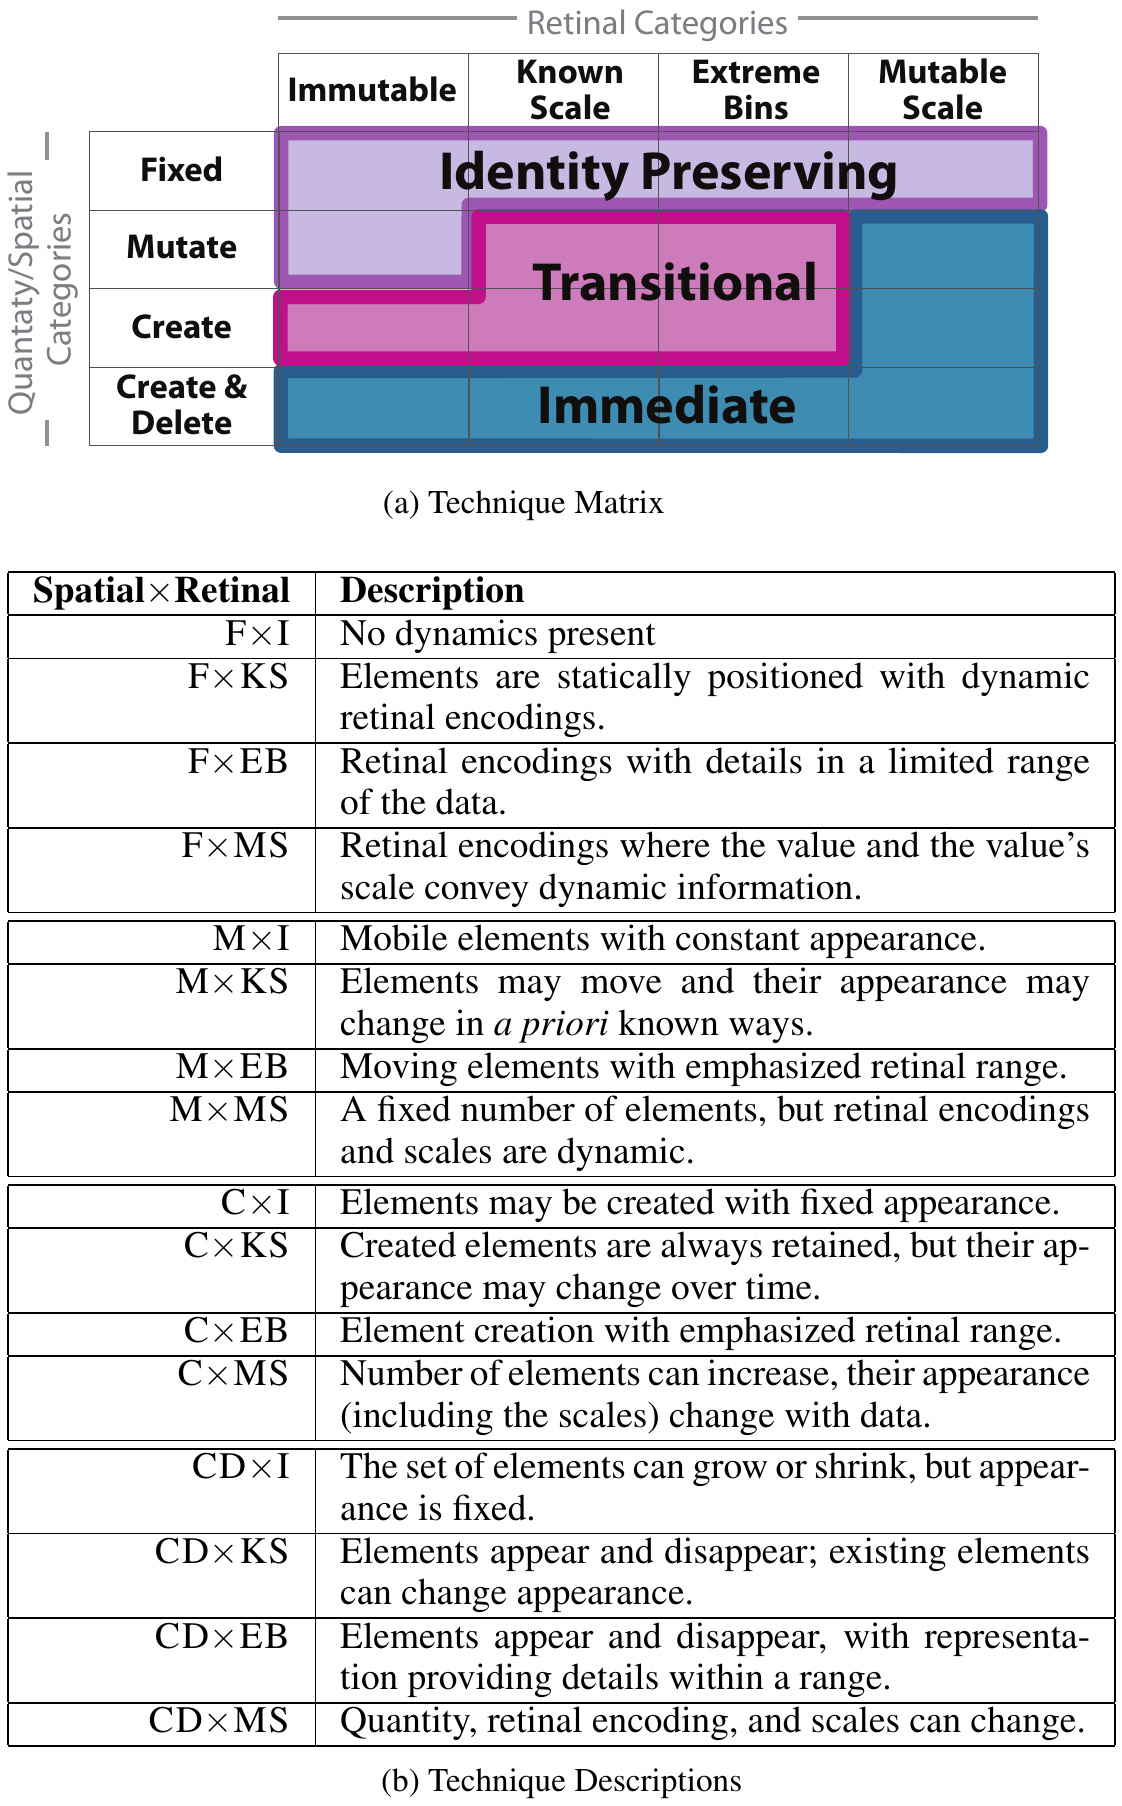 Retinal Categories
Immutable
Known
Scale
Extreme
Bins
Mutable
Scale
Quantaty/Spatial
Categories
Fixed
Mutate
Create
Create &
Delete
Identity Preserving
Transitional
Immediate
(a) Technique Matrix
Spatial×Retinal Description
F×I No dynamics present
F×KS Elements are statically positioned with dynamic
retinal encodings.
F×EB Retinal encodings with details in a limited range
of the data.
F×MS Retinal encodings where the value and the value's
scale convey dynamic information.
M×I Mobile elements with constant appearance.
M×KS Elements may move and their appearance may
change in a priori known ways.
M×EB Moving elements with emphasized retinal range.
M×MS A fixed number of elements, but retinal encodings
and scales are dynamic.
C×I Elements may be created with fixed appearance.
C×KS Created elements are always retained, but their ap-
pearance may change over time.
C×EB Element creation with emphasized retinal range.
C×MS Number of elements can increase, their appearance
(including the scales) change with data.
CD×I The set of elements can grow or shrink, but appear-
ance is fixed.
CD×KS Elements appear and disappear; existing elements
can change appearance.
CD×EB Elements appear and disappear, with representa-
tion providing details within a range.
CD×MS Quantity, retinal encoding, and scales can change.
(b) Technique Descriptions